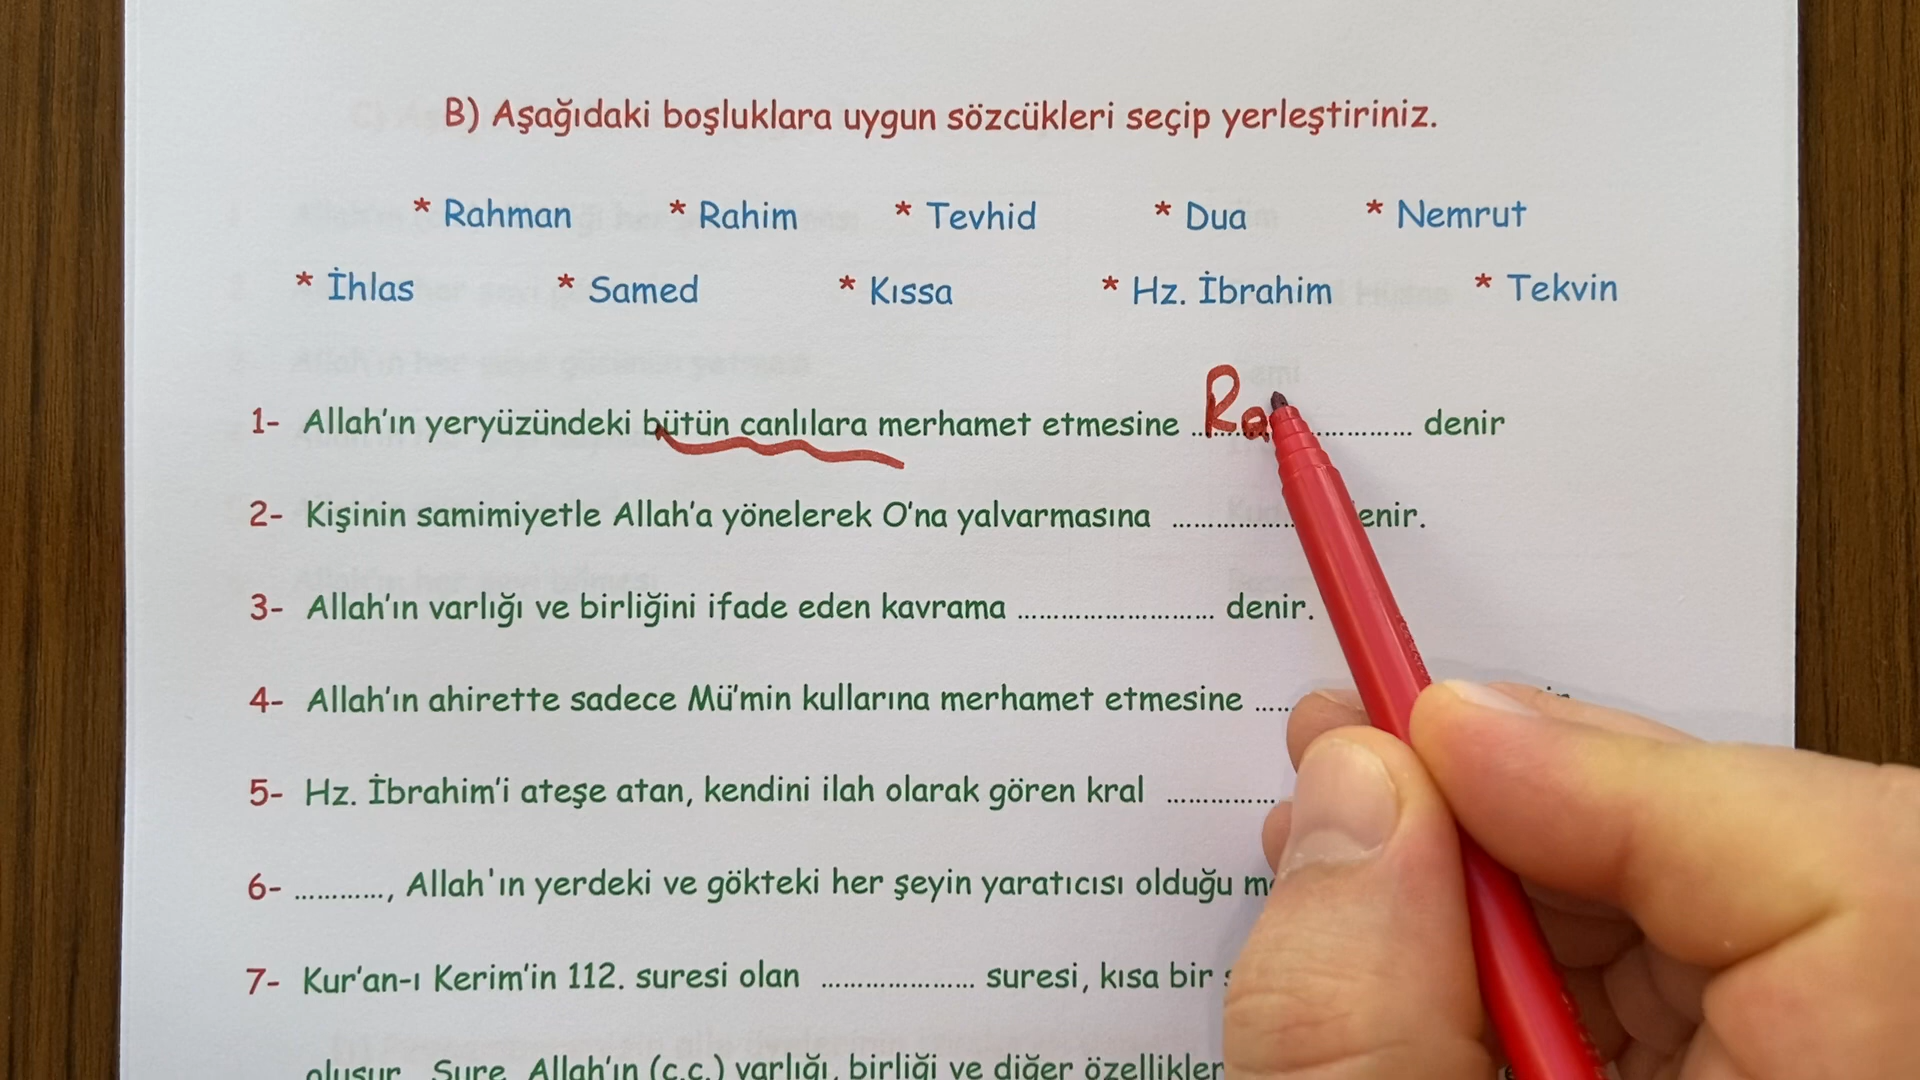 B) Aşağıdaki boşluklara uygun sözcükleri seçip yerleştiriniz.
* Rahman * Rahim * Tevhid * Dua * Nemrut
* İhlas * Samed * Kıssa * Hz. İbrahim * Tekvin
1- Allah'ın yeryüzündeki bütün canlılara merhamet etmesine Ra denir
2- Kişinin samimiyetle Allah'a yönelerek O'na yalvarmasına ................ enir.
3- Allah'ın varlığı ve birliğini ifade eden kavrama ........................... denir.
4- Allah'ın ahirette sadece Mü'min kullarına merhamet etmesine .....
5- Hz. İbrahim'i ateşe atan, kendini ilah olarak gören kral ...............
6- ............, Allah'ın yerdeki ve gökteki her şeyin yaratıcısı olduğu
7- Kur'an-ı Kerim'in 112. suresi olan ..................... suresi, kısa bir
oluşur. Sure, Allah'ın (c.c.) varlığı, birliği ve diğer özellikler